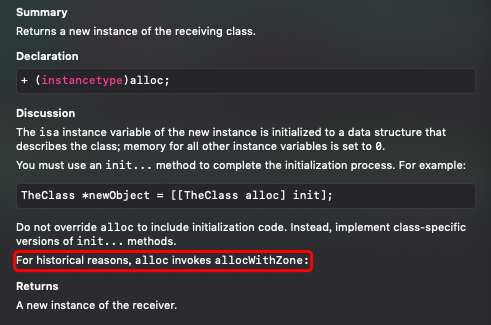 Summary
Returns a new instance of the receiving class.
Declaration
+ (instancetype)alloc;
Discussion
The isa instance variable of the new instance is initialized to a data structure that
describes the class; memory for all other instance variables is set to 0.
You must use an init... method to complete the initialization process. For example:
TheClass *newObject = [[TheClass alloc] init];
Do not override alloc to include initialization code. Instead, implement class-specific
versions of init... methods.
For historical reasons, alloc invokes allocWithZone:
Returns
A new instance of the receiver.